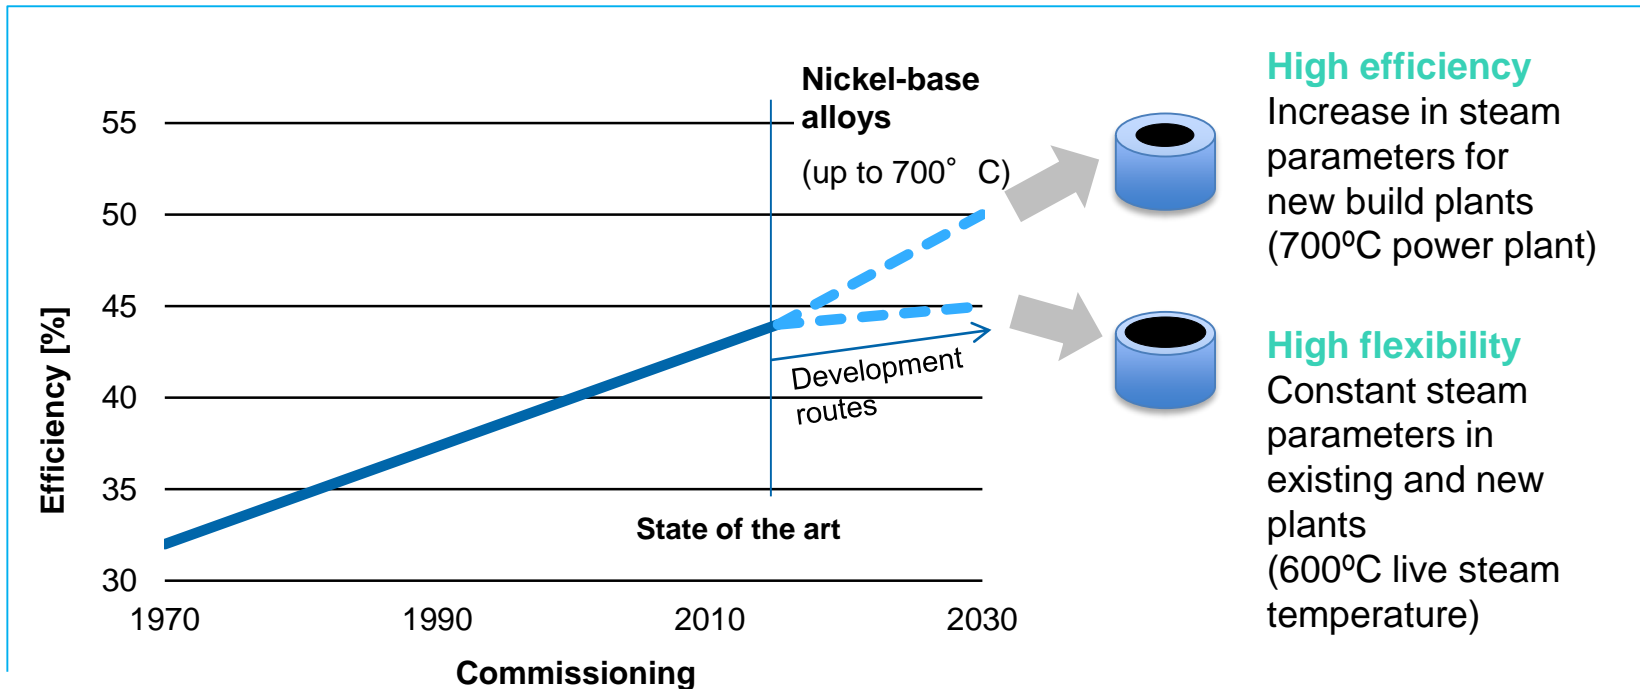 Nickel-base
alloys
(up to 700° C)
55
50
45
40
35
30
Efficiency [%]
Development
routes
State of the art
1970
1990
2010
2030
Commissioning
High efficiency
Increase in steam
parameters for
new build plants
(700ºC power plant)
High flexibility
Constant steam
parameters in
existing and new
plants
(600ºC live steam
temperature)